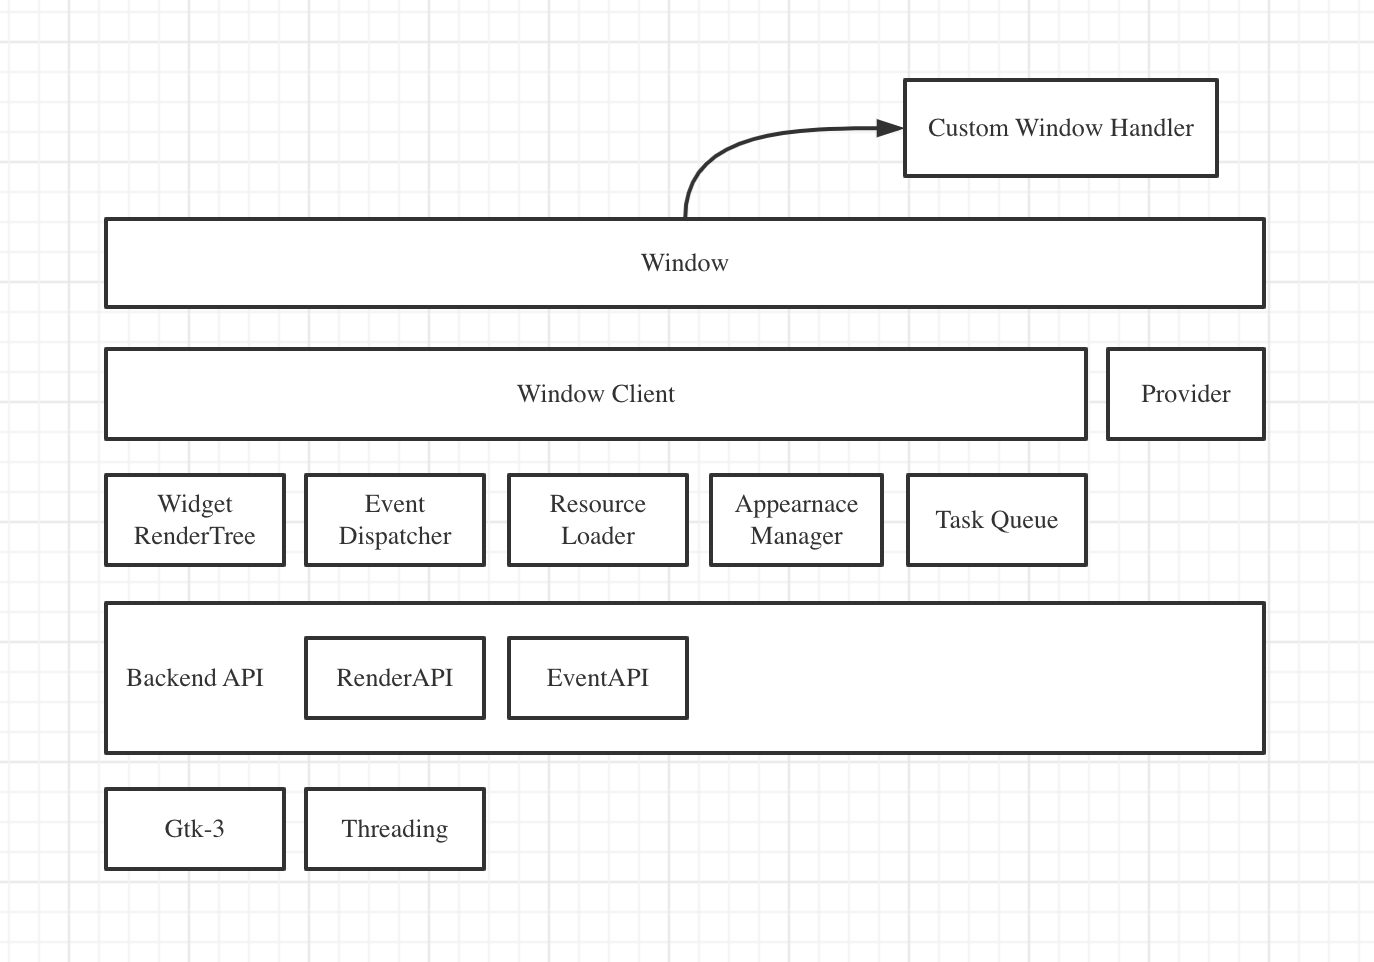 Custom Window Handler
Window
Window Client
Provider
Widget
RenderTree
Event
Dispatcher
Resource
Loader
Appearnace
Manager
Task Queue
Backend API
RenderAPI
EventAPI
Gtk-3
Threading